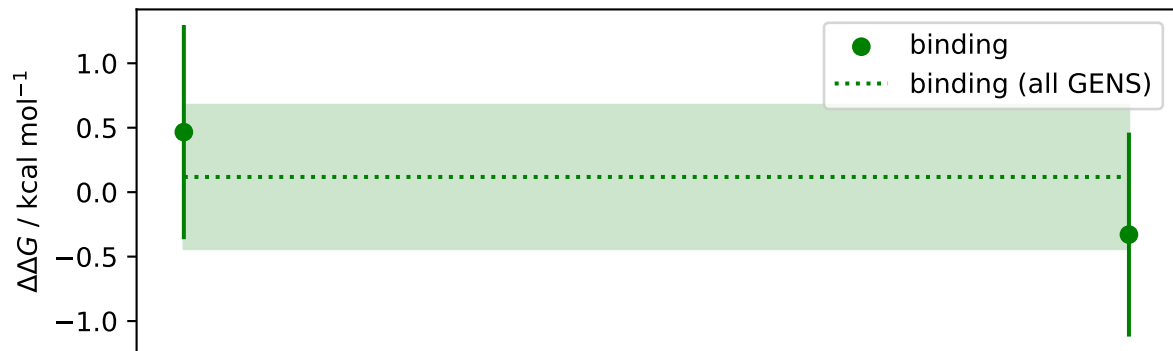 ΔΔG / kcal mol⁻¹
1.0
0.5
0.0
−0.5
−1.0
binding
binding (all GENS)